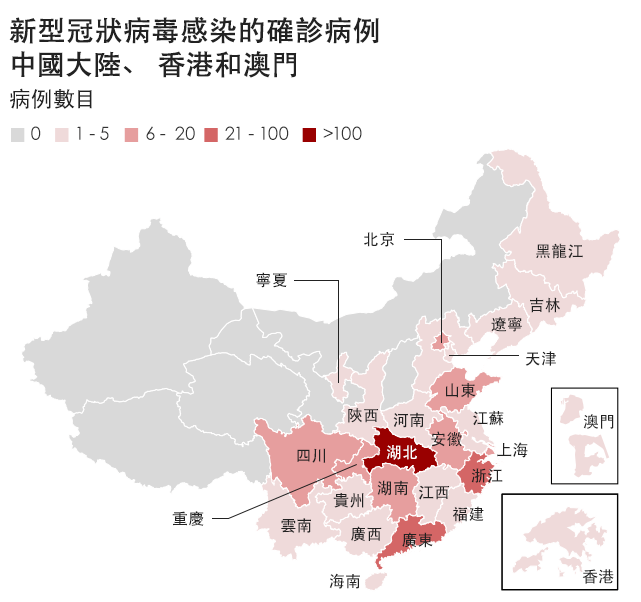 新型冠狀病毒感染的確診病例
中國大陸、 香港和澳門
病例數目
0 1 - 5 6 - 20 21 - 100 >100
北京
黑龍江
寧夏
吉林
遼寧
天津
山東
陝西
河南
江蘇
澳門
安徽
上海
四川
湖北
浙江
湖南
江西
貴州
福建
重慶
雲南
廣西
廣東
海南
香港